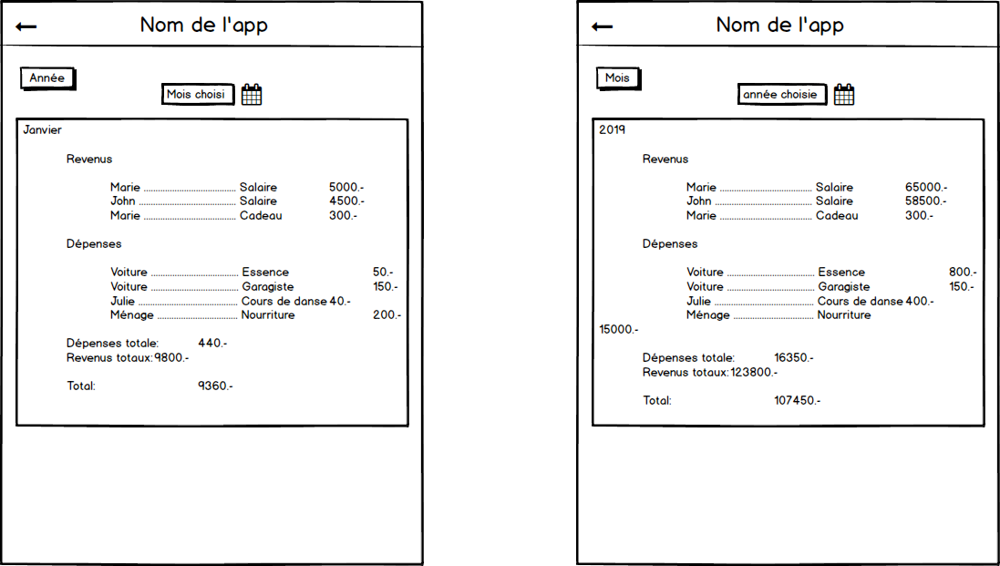 Nom de l'app
Année
Mois choisi
Janvier
Revenus
Marie ................................... Salaire 5000.-
John ..................................... Salaire 4500.-
Marie ................................... Cadeau 300.-
Dépenses
Voiture ................................. Essence 50.-
Voiture ................................. Garagiste 150.-
Julie ...................................... Cours de danse 40.-
Ménage .............................. Nourriture 200.-
Dépenses totale: 440.-
Revenus totaux: 9800.-
Total: 9360.-
Nom de l'app
Mois
année choisie
2019
Revenus
Marie ................................... Salaire 65000.-
John ..................................... Salaire 58500.-
Marie ................................... Cadeau 300.-
Dépenses
Voiture ................................. Essence 800.-
Voiture ................................. Garagiste 150.-
Julie ...................................... Cours de danse 400.-
Ménage .............................. Nourriture
15000.-
Dépenses totale: 16350.-
Revenus totaux: 123800.-
Total: 107450.-